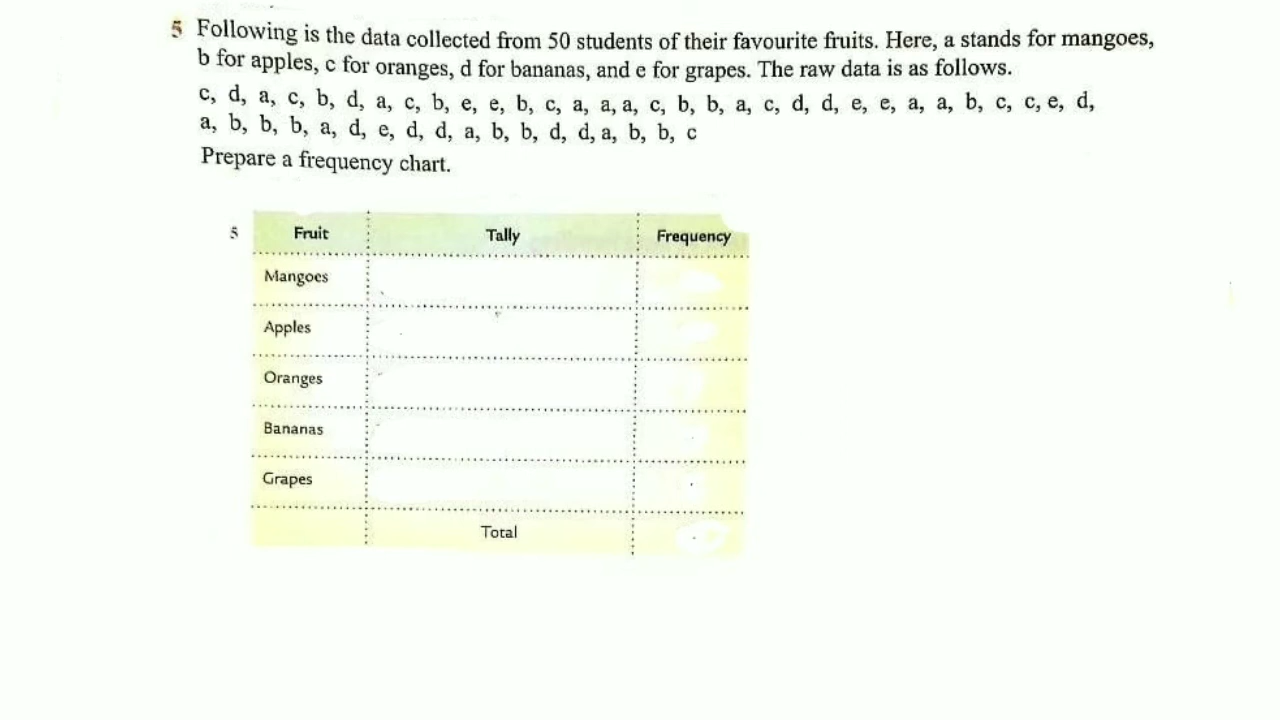 5 Following is the data collected from 50 students of their favourite fruits. Here, a stands for mangoes,
b for apples, c for oranges, d for bananas, and e for grapes. The raw data is as follows.
c, d, a, c, b, d, a, c, b, e, e, b, c, a, a, a, c, b, b, a, c, d, d, e, e, a, a, b, c, c, e, d,
a, b, b, b, a, d, e, d, d, a, b, b, d, d, a, b, b, c
Prepare a frequency chart.
5 Fruit Tally Frequency
Mangoes
Apples
Oranges
Bananas
Grapes
Total